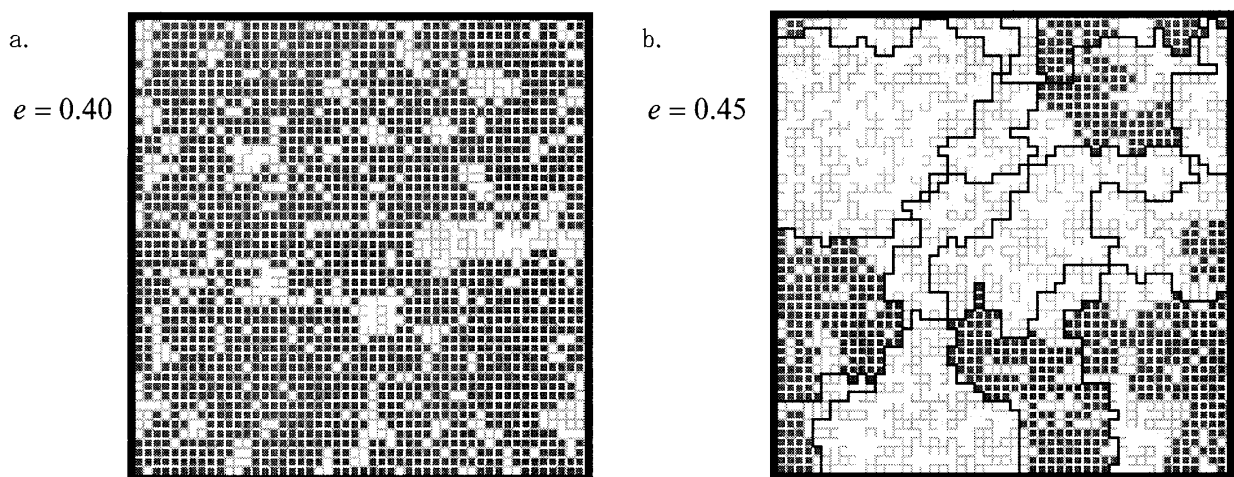 a.
e = 0.40
b.
e = 0.45